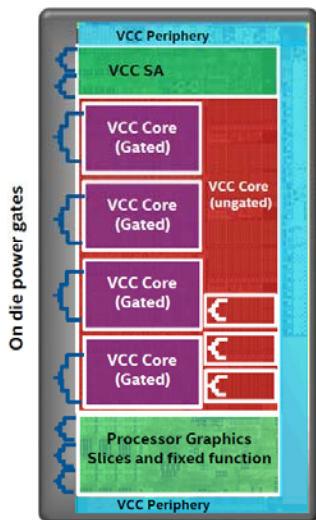 VCC Periphery
VCC SA
VCC Core
(Gated)
VCC Core
(ungated)
VCC Core
(Gated)
VCC Core
(Gated)
VCC Core
(Gated)
On die power gates
Processor Graphics
Slices and fixed function
VCC Periphery